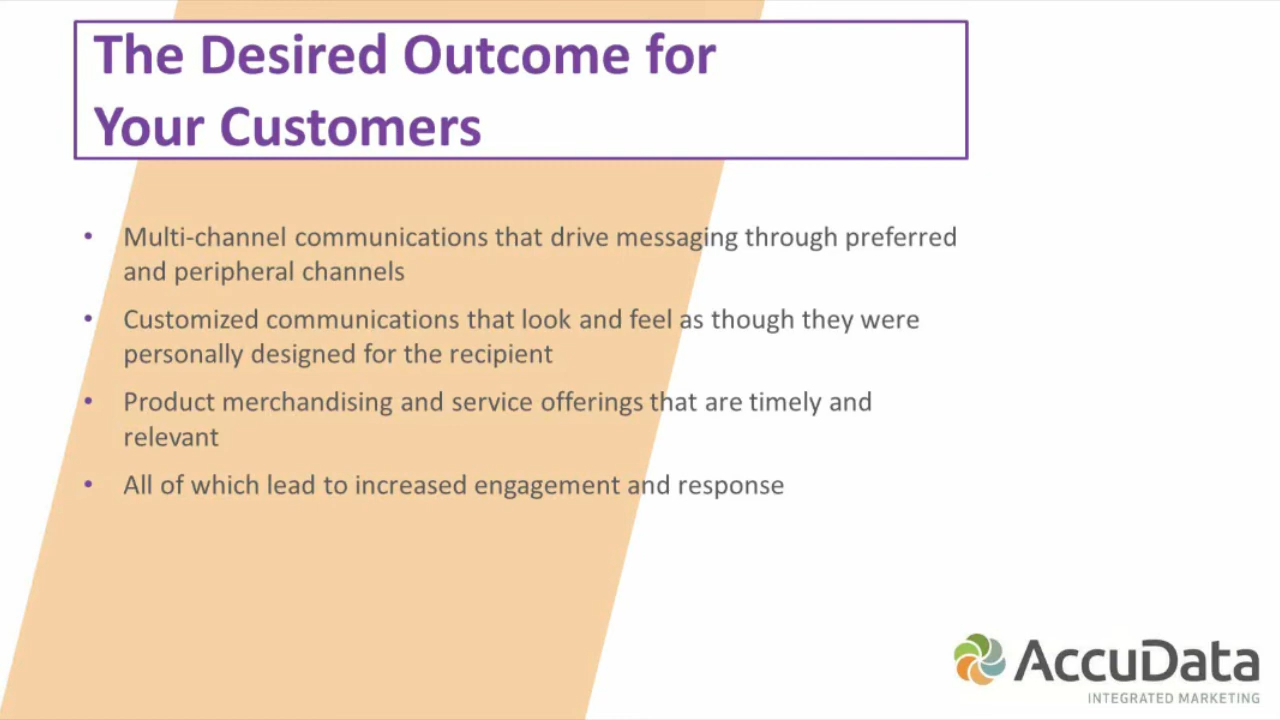 The Desired Outcome for
Your Customers
• Multi-channel communications that drive messaging through preferred
and peripheral channels
• Customized communications that look and feel as though they were
personally designed for the recipient
• Product merchandising and service offerings that are timely and
relevant
• All of which lead to increased engagement and response
AccuData
INTEGRATED MARKETING